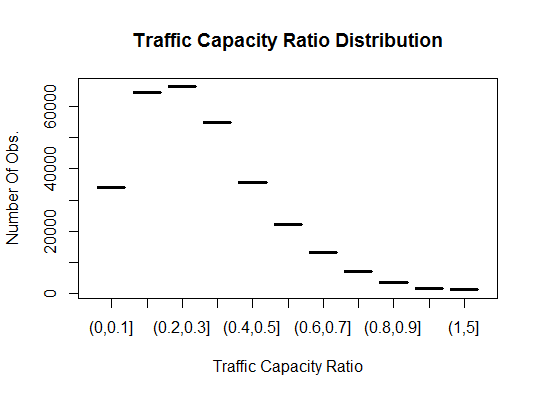 Traffic Capacity Ratio Distribution
Number Of Obs.
60000
40000
20000
0
(0,0.1] (0.2,0.3] (0.4,0.5] (0.6,0.7] (0.8,0.9] (1,5]
Traffic Capacity Ratio